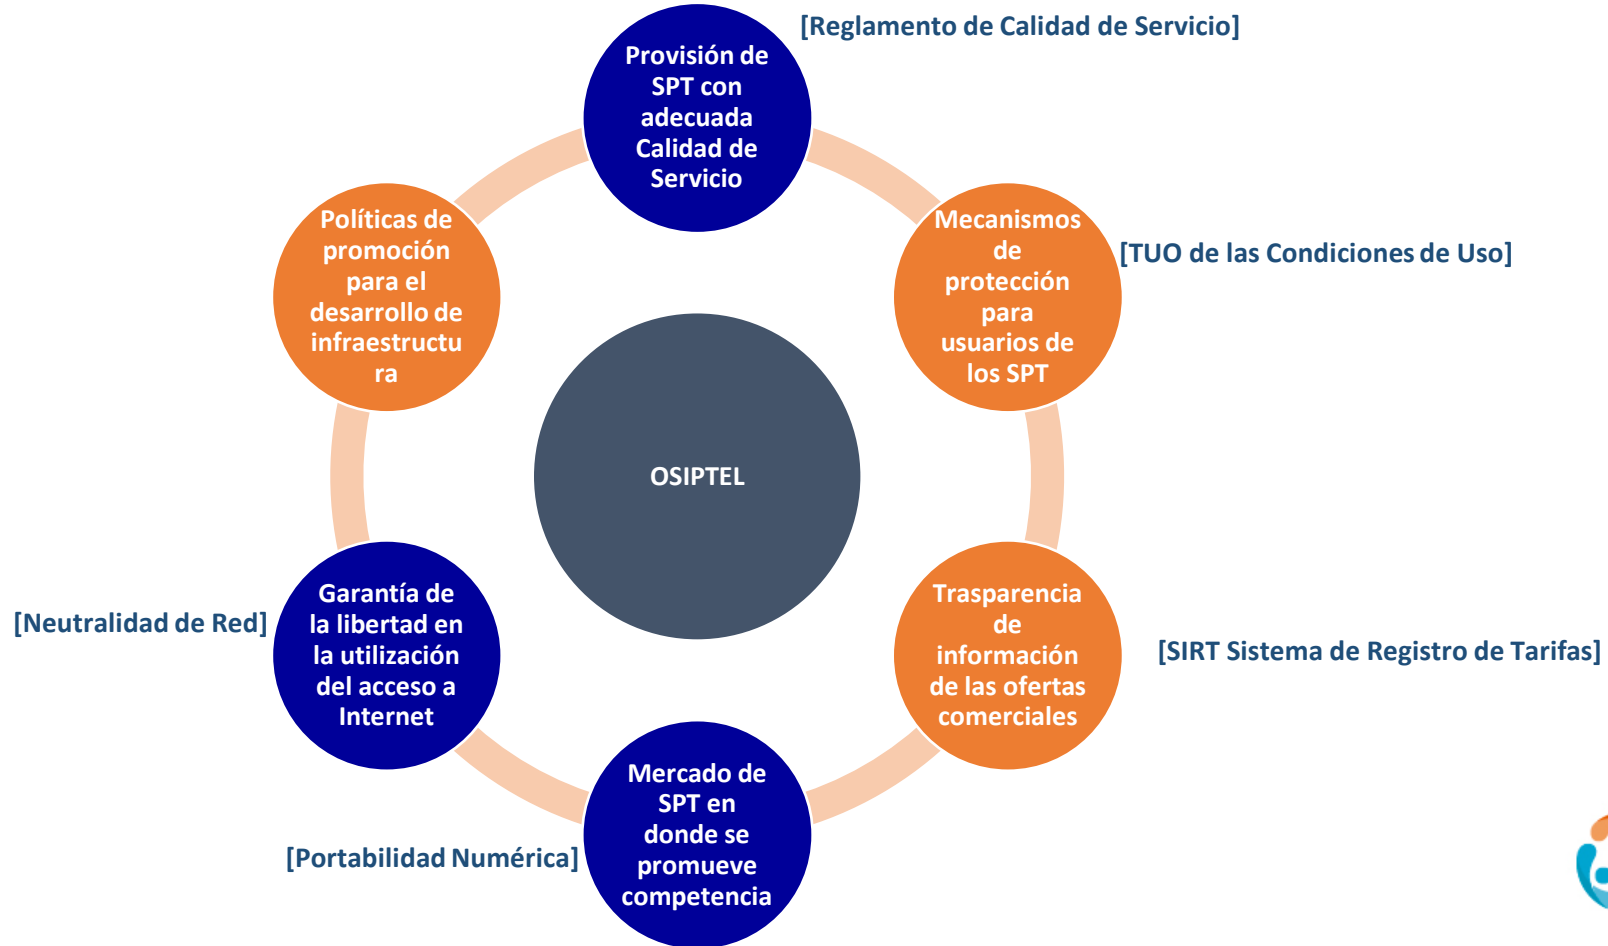 [Reglamento de Calidad de Servicio]
Provisión de
SPT con
adecuada
Calidad de
Servicio
Políticas de
promoción
para el
desarrollo de
infraestructu
ra
Mecanismos
de
protección
para
usuarios de
los SPT
[TUO de las Condiciones de Uso]
OSIPTEL
[Neutralidad de Red]
Garantía de
la libertad en
la utilización
del acceso a
Internet
Trasparencia
de
información
de las ofertas
comerciales
[SIRT Sistema de Registro de Tarifas]
Mercado de
SPT en
donde se
promueve
competencia
[Portabilidad Numérica]